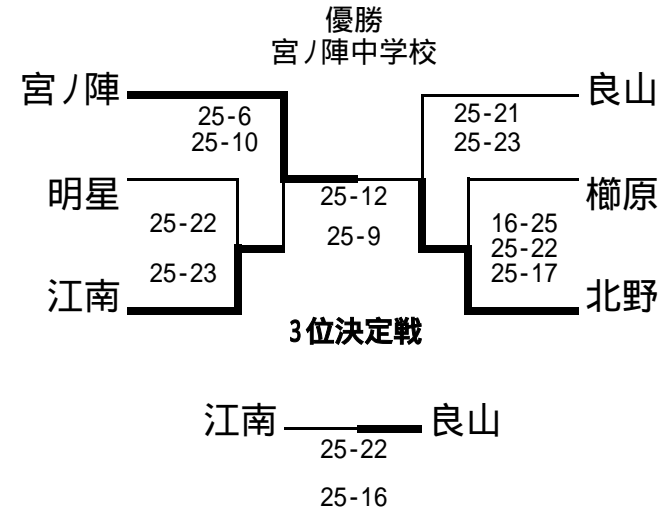 優勝
宮ノ陣中学校
宮ノ陣
良山
25-6
25-10
25-21
25-23
明星
櫛原
25-12
25-9
25-22
25-23
16-25
25-22
25-17
江南
北野
3位決定戦
江南
良山
25-22
25-16